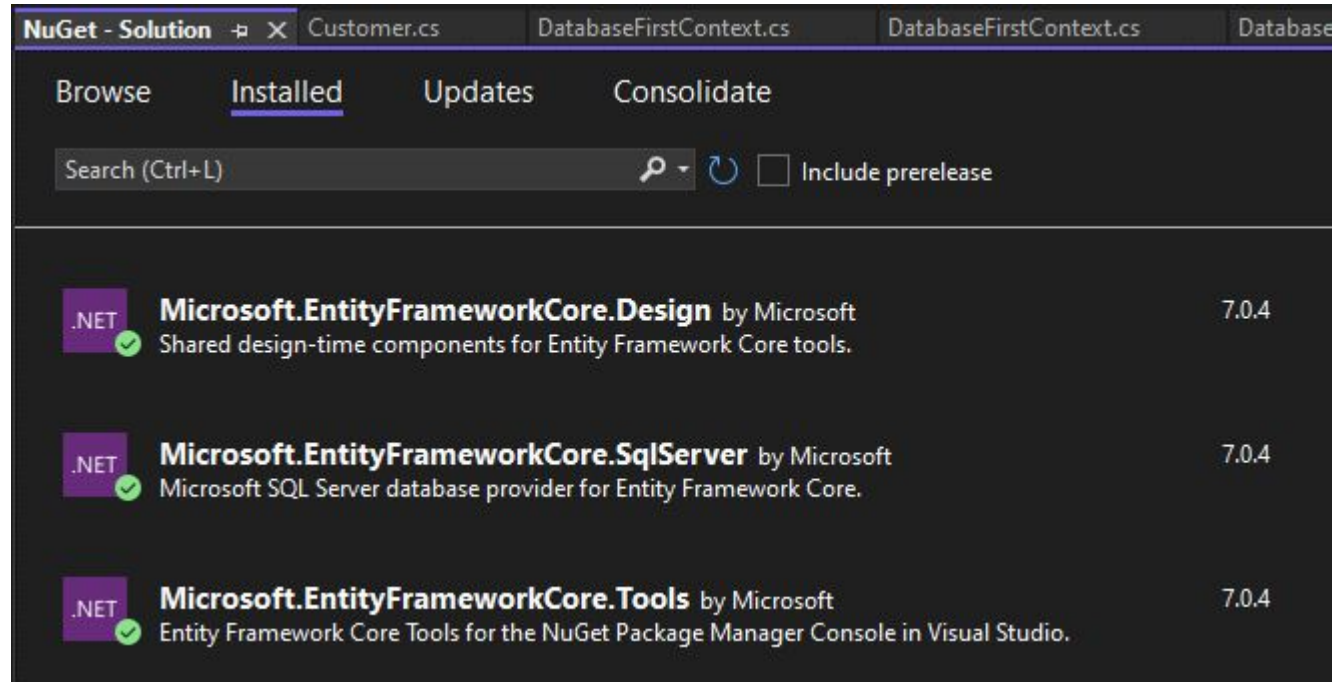 NuGet - Solution Customer.cs DatabaseFirstContext.cs DatabaseFirstContext.cs Database
Browse Installed Updates Consolidate
Search (Ctrl+L) Include prerelease
.NET Microsoft.EntityFrameworkCore.Design by Microsoft 7.0.4
Shared design-time components for Entity Framework Core tools.
.NET Microsoft.EntityFrameworkCore.SqlServer by Microsoft 7.0.4
Microsoft SQL Server database provider for Entity Framework Core.
.NET Microsoft.EntityFrameworkCore.Tools by Microsoft 7.0.4
Entity Framework Core Tools for the NuGet Package Manager Console in Visual Studio.